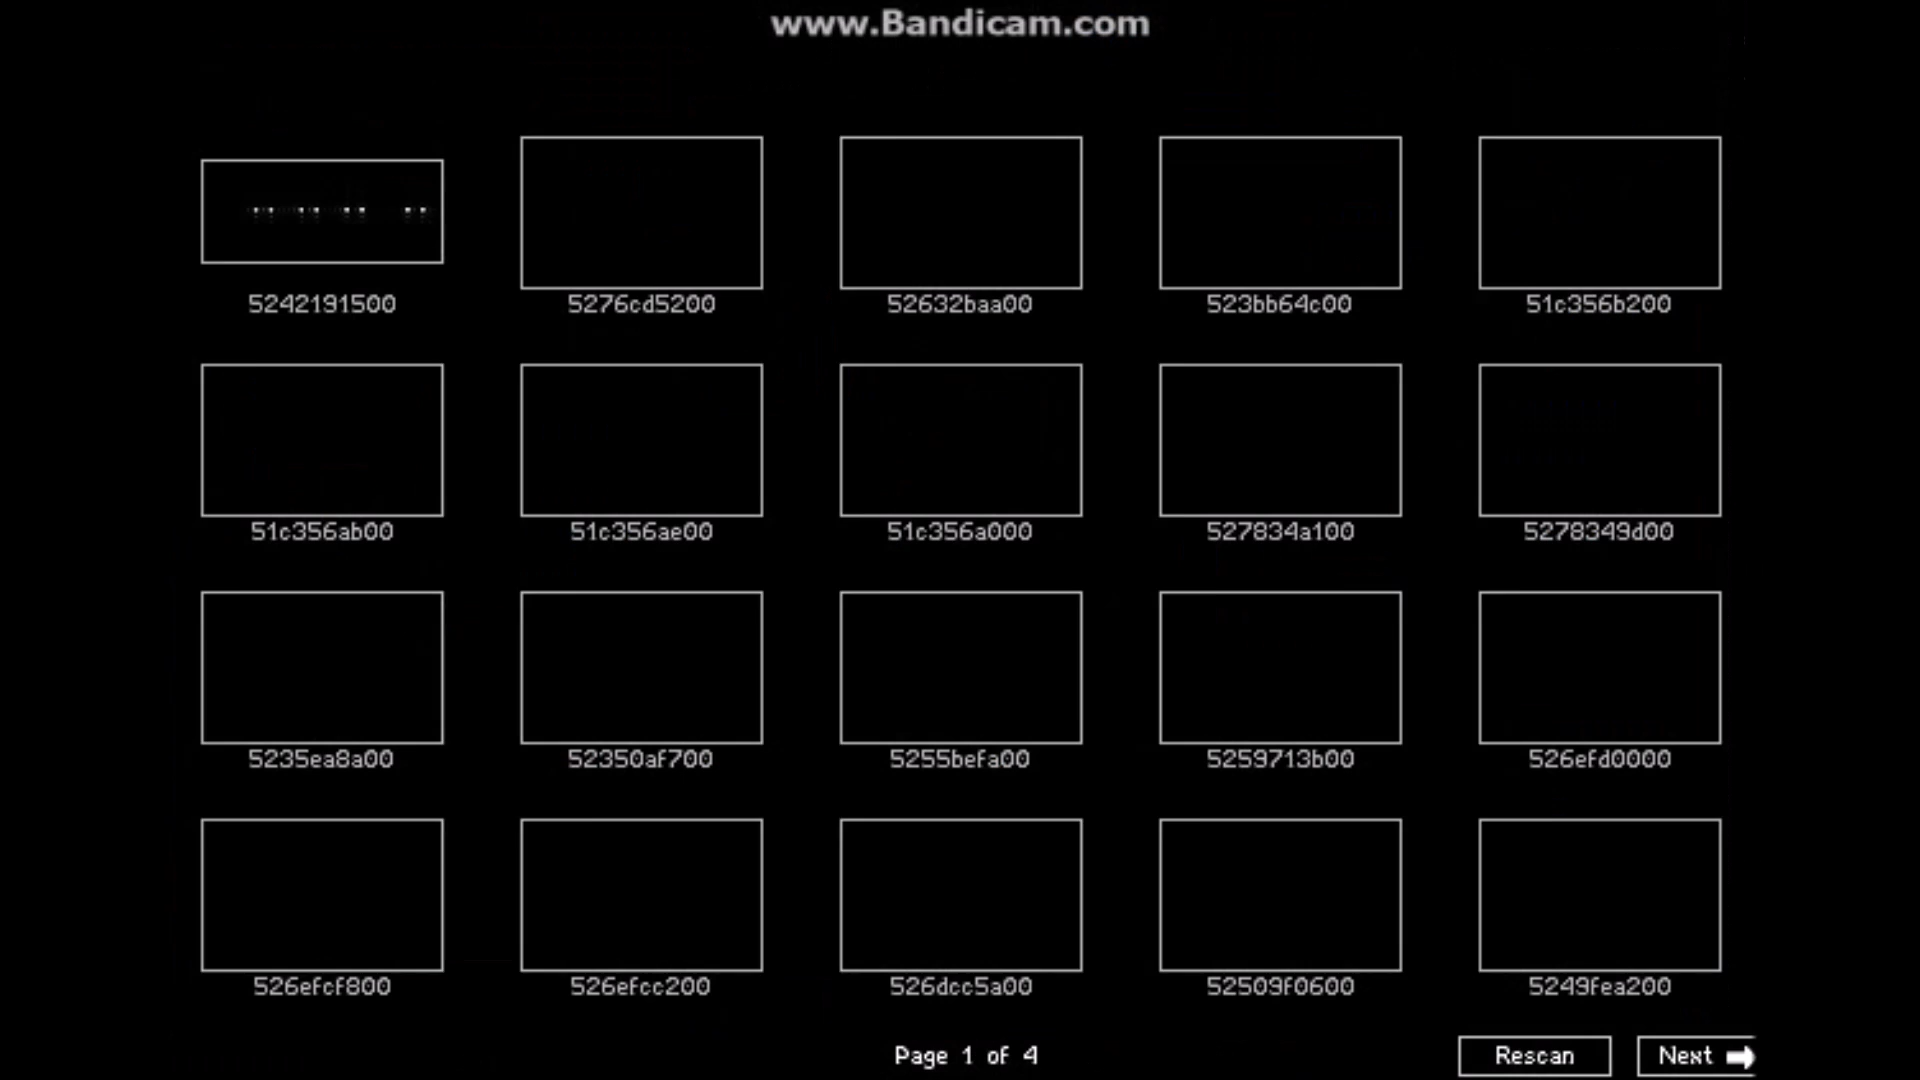 www.Bandicam.com
5242191500 5276cd5200 52632baa00 523bb64c00 51c356b200
51c356ab00 51c356ae00 51c356a000 527834a100 5278349d00
5235ea8a00 52350af700 5255befa00 5259713b00 526efd0000
526efcf800 526efcc200 526dcc5a00 52509f0600 5249fea200
Page 1 of 4 Rescan Next